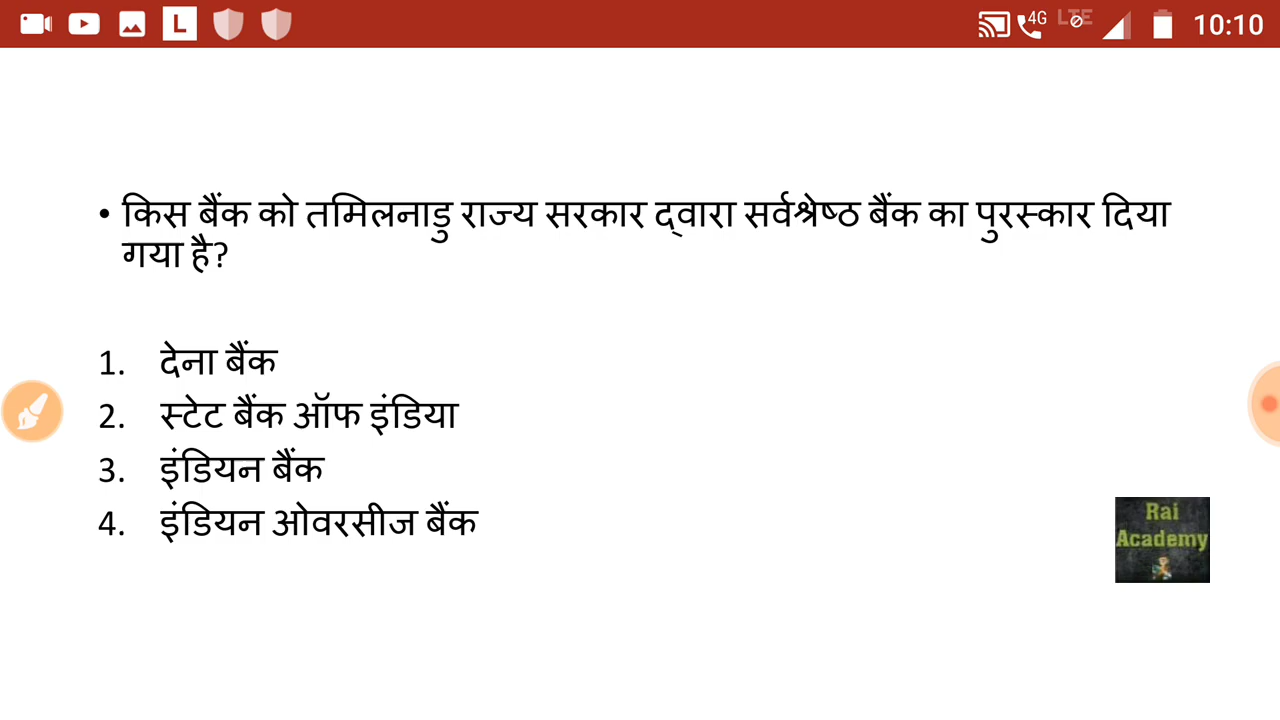 L 4G LTE 10:10
• किस बैंक को तमिलनाडु राज्य सरकार द्वारा सर्वश्रेष्ठ बैंक का पुरस्कार दिया
गया है?
1. देना बैंक
2. स्टेट बैंक ऑफ इंडिया
3. इंडियन बैंक
4. इंडियन ओवरसीज बैंक
Rai
Academy